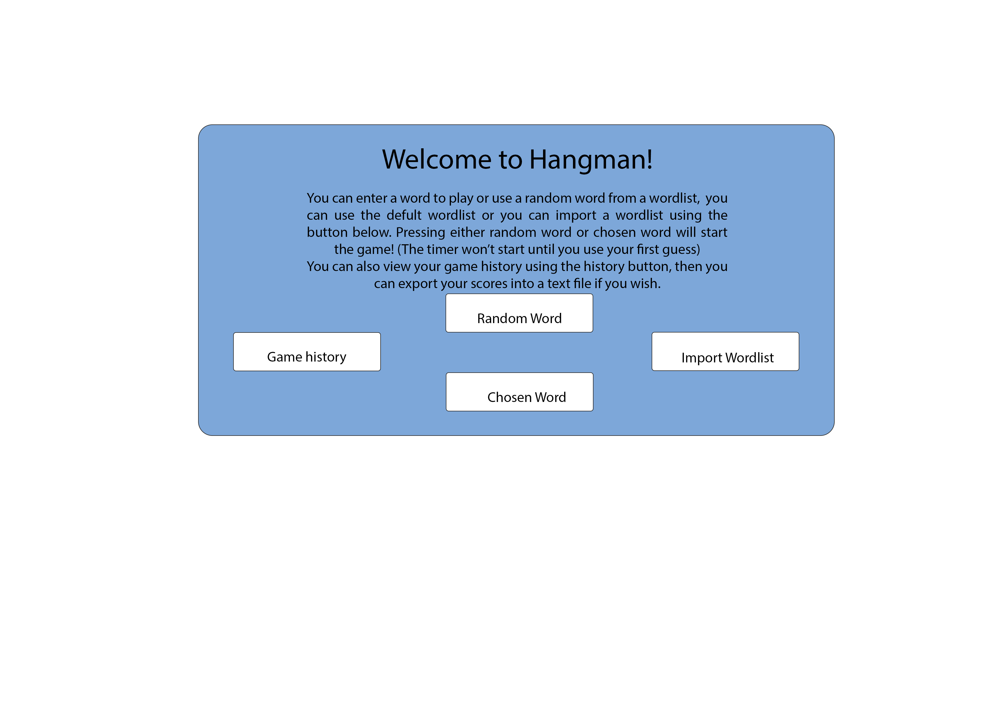 Welcome to Hangman!
You can enter a word to play or use a random word from a wordlist,  you
can use the defult wordlist or you can import a wordlist using the
button below. Pressing either random word or chosen word will start
the game! (The timer won’t start until you use your first guess)
You can also view your game history using the history button, then you
can export your scores into a text file if you wish.
Random Word
Game history
Import Wordlist
Chosen Word